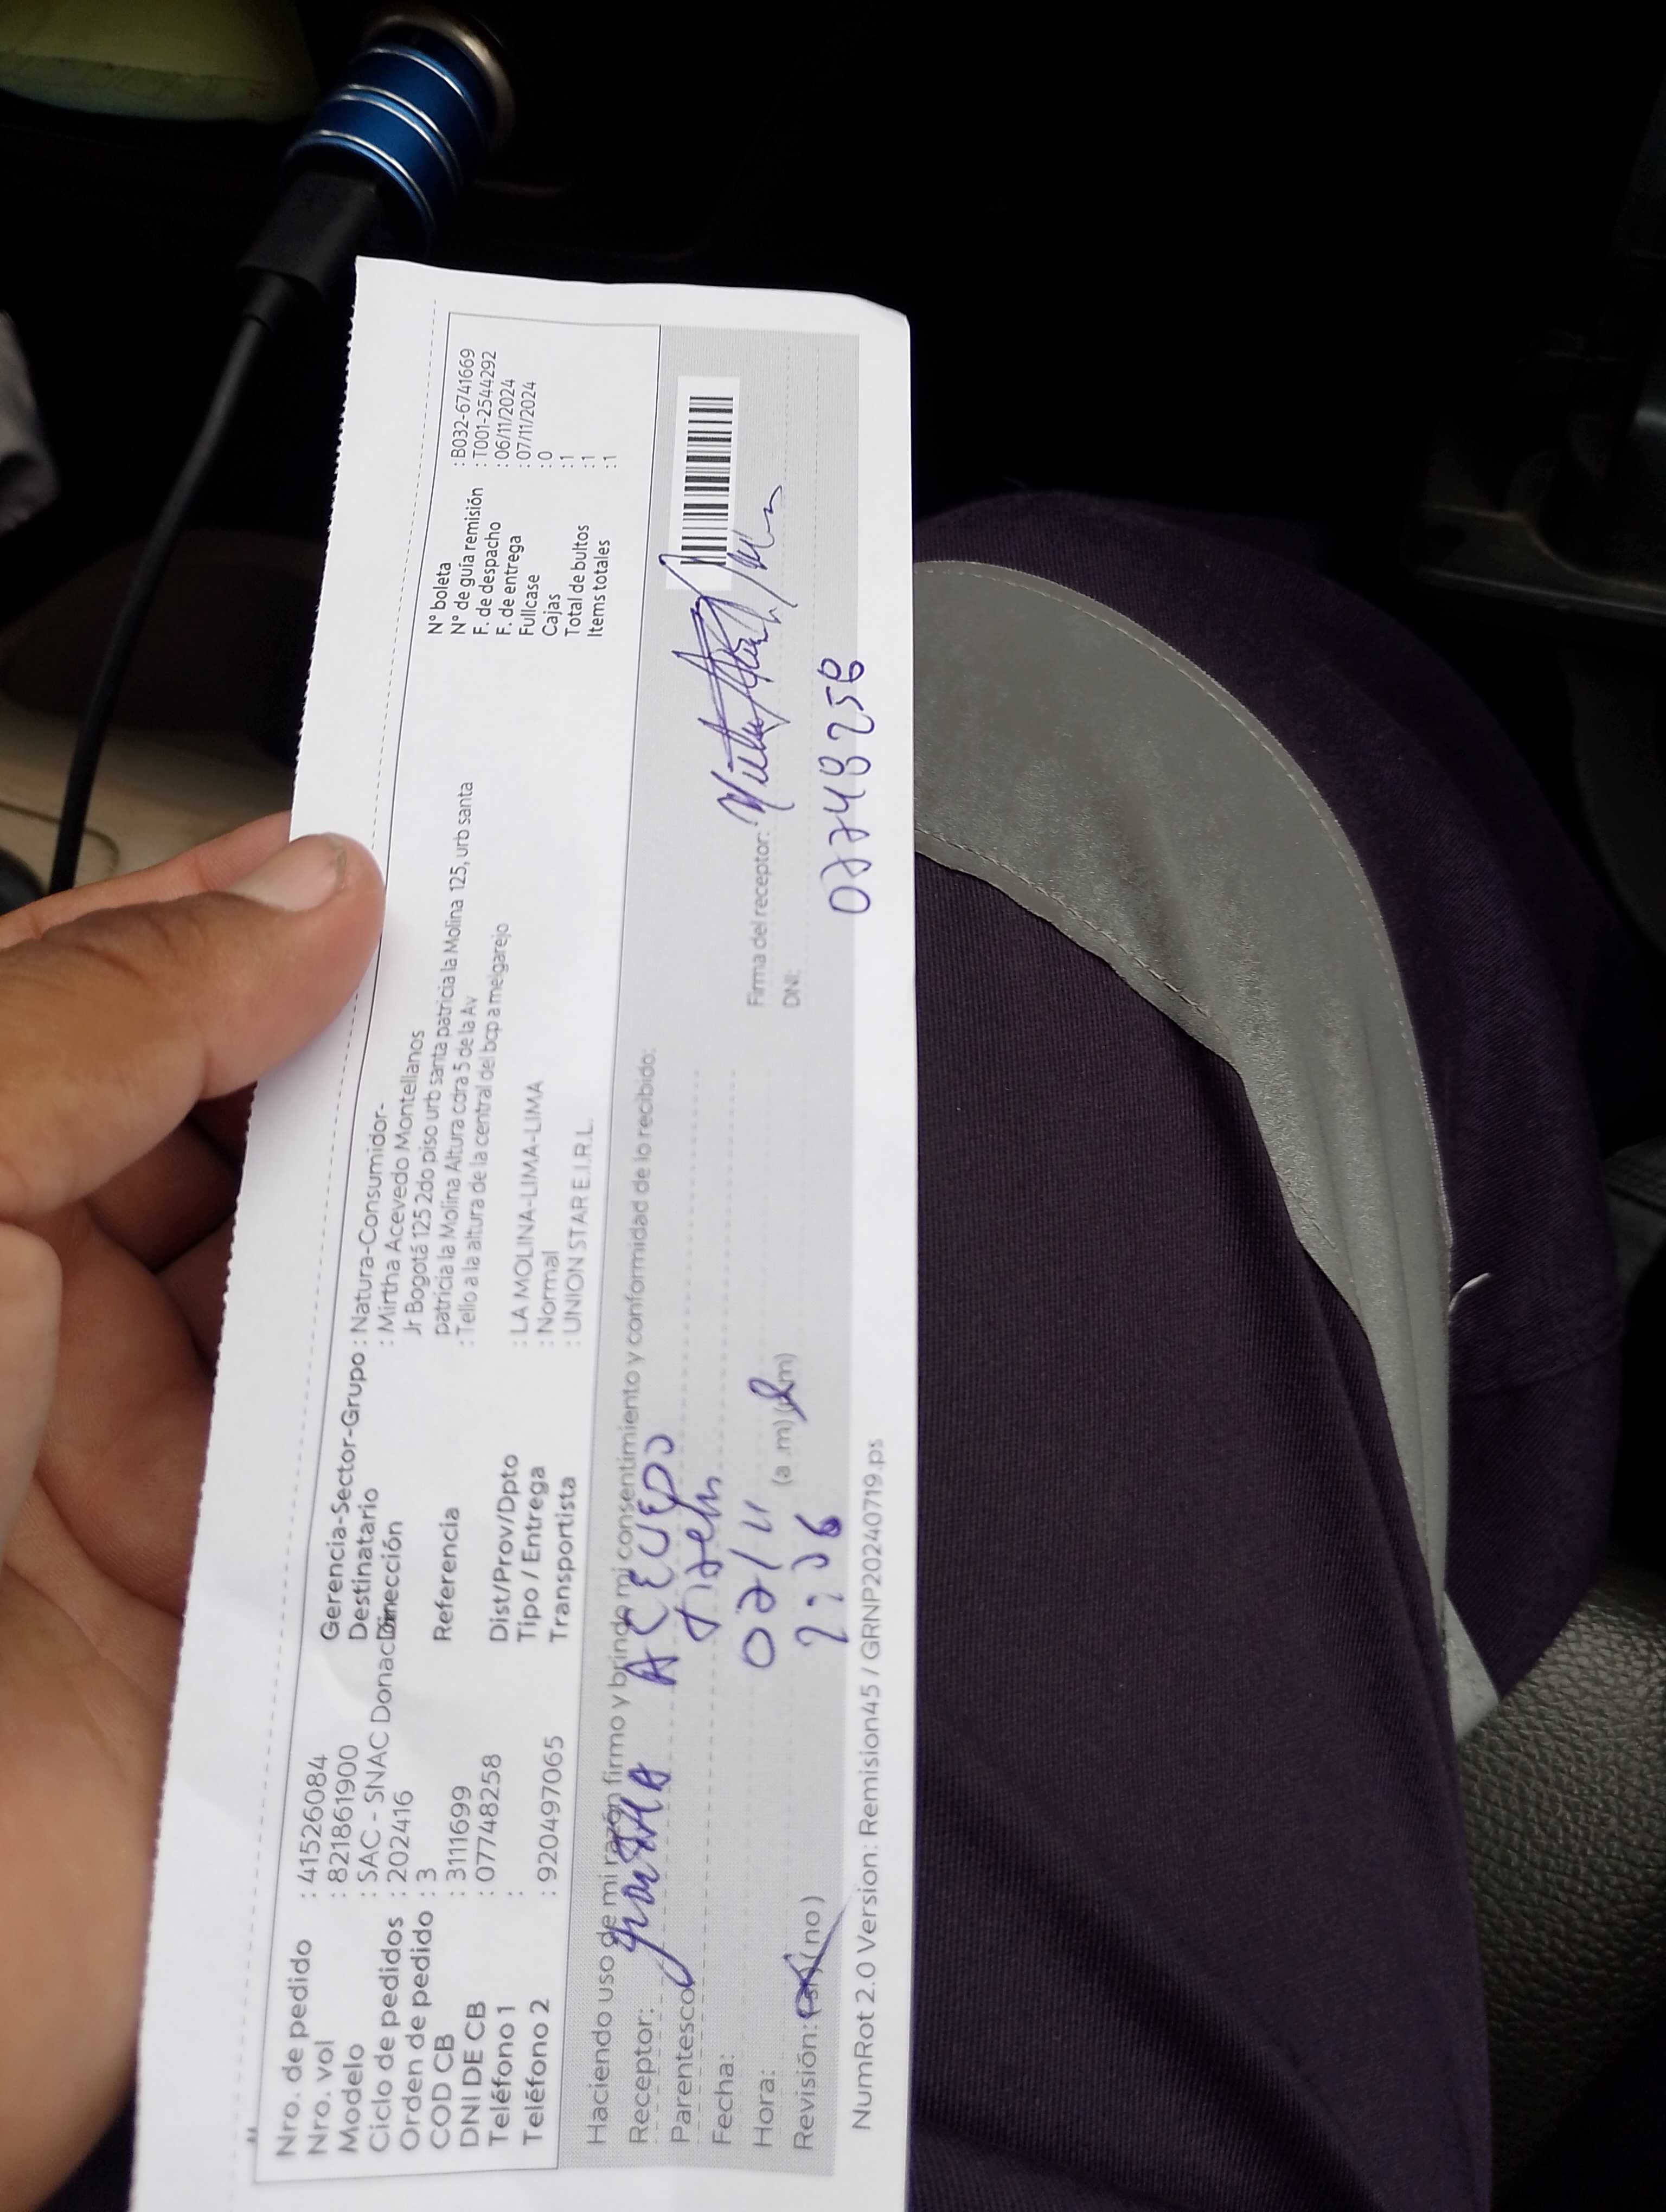 Nro. de pedido : 41526084
Nro. vol : 821861900
Modelo : SAC - SNAC Donac
Ciclo de pedidos : 202416
Orden de pedido : 3
COD CB : 3111699
DNI DE CB : 07748258
Teléfono 1 :
Teléfono 2 : 920497065
Gerencia-Sector-Grupo : Natura-Consumidor-
Destinatario : Mirtha Acevedo Montellanos
Dirección Jr Bogotá 125 2do piso urb santa patricia la Molina 125, urb santa
patricia la Molina Altura cdra 5 de la Av
Referencia : Tello a la altura de la central del bcp a melgarejo
Dist/Prov/Dpto : LA MOLINA-LIMA-LIMA
Tipo / Entrega : Normal
Transportista : UNION STAR E.I.R.L.
N° boleta : B032-6741669
N° de guía remisión : T001-2544292
F. de despacho : 06/11/2024
F. de entrega : 07/11/2024
Fullcase : 0
Cajas : 1
Total de bultos : 1
Items totales : 1
Haciendo uso de mi razón firmo y brindo mi consentimiento y conformidad de lo recibido:
Receptor: ACEVEDO
Parentesco:
Fecha: 07/11
Hora: 2:06 (a .m) (p.m)
Revisión: (si) (no)
Firma del receptor:
DNI: 07748258
NumRot 2.0 Version: Remision45 / GRNP20240719.ps